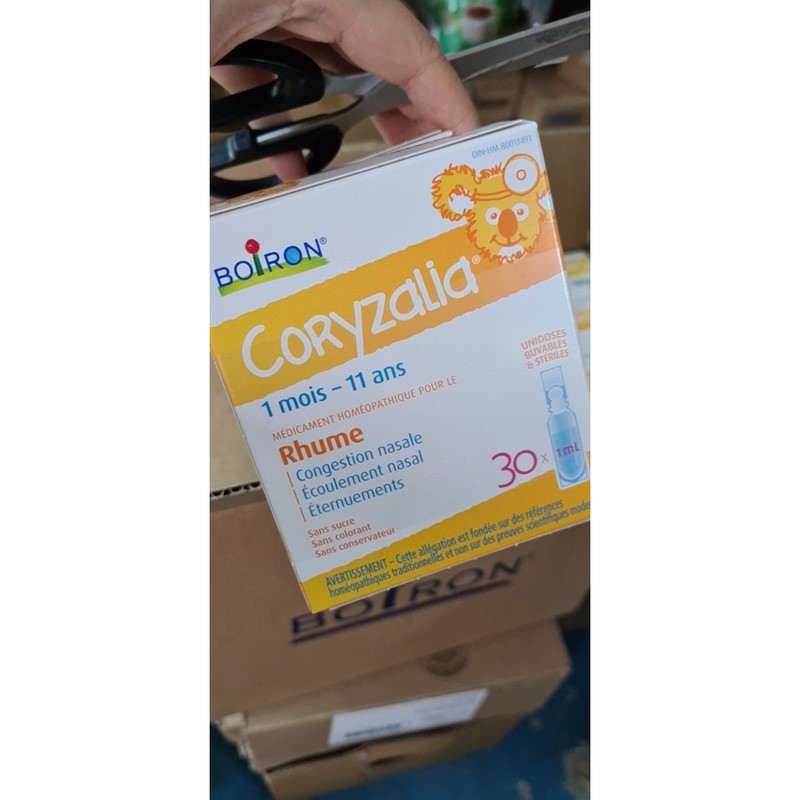 DIN-HM 80011491
BOIRON®
CORYZalia®
1 mois – 11 ans
MÉDICAMENT HOMÉOPATHIQUE POUR LE
Rhume
Congestion nasale
Écoulement nasal
Éternuements
UNIDOSES
BUVABLES
& STÉRILES
30 x 1 mL
Sans sucre
Sans colorant
Sans conservateur
AVERTISSEMENT – Cette allégation est fondée sur des références
homéopathiques traditionnelles et non sur des preuves scientifiques
BOIRON